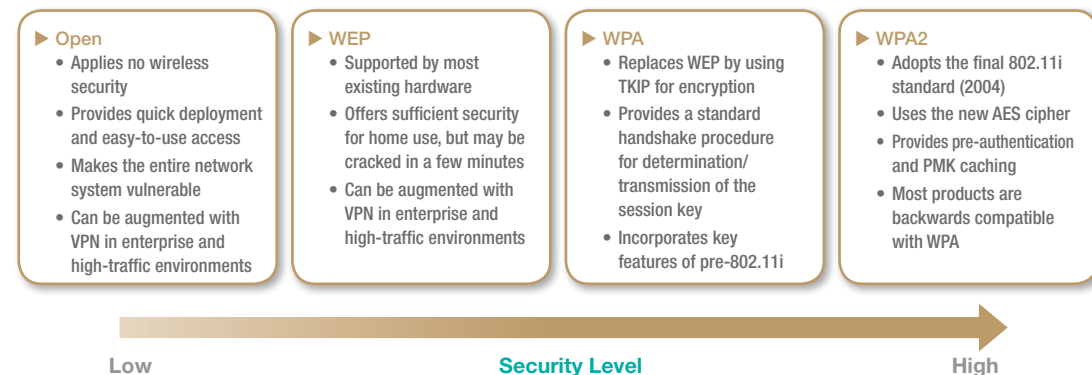 ▶ Open
• Applies no wireless
security
• Provides quick deployment
and easy-to-use access
• Makes the entire network
system vulnerable
• Can be augmented with
VPN in enterprise and
high-traffic environments
▶ WEP
• Supported by most
existing hardware
• Offers sufficient security
for home use, but may be
cracked in a few minutes
• Can be augmented with
VPN in enterprise and
high-traffic environments
▶ WPA
• Replaces WEP by using
TKIP for encryption
• Provides a standard
handshake procedure
for determination/
transmission of the
session key
• Incorporates key
features of pre-802.11i
▶ WPA2
• Adopts the final 802.11i
standard (2004)
• Uses the new AES cipher
• Provides pre-authentication
and PMK caching
• Most products are
backwards compatible
with WPA
Low
Security Level
High